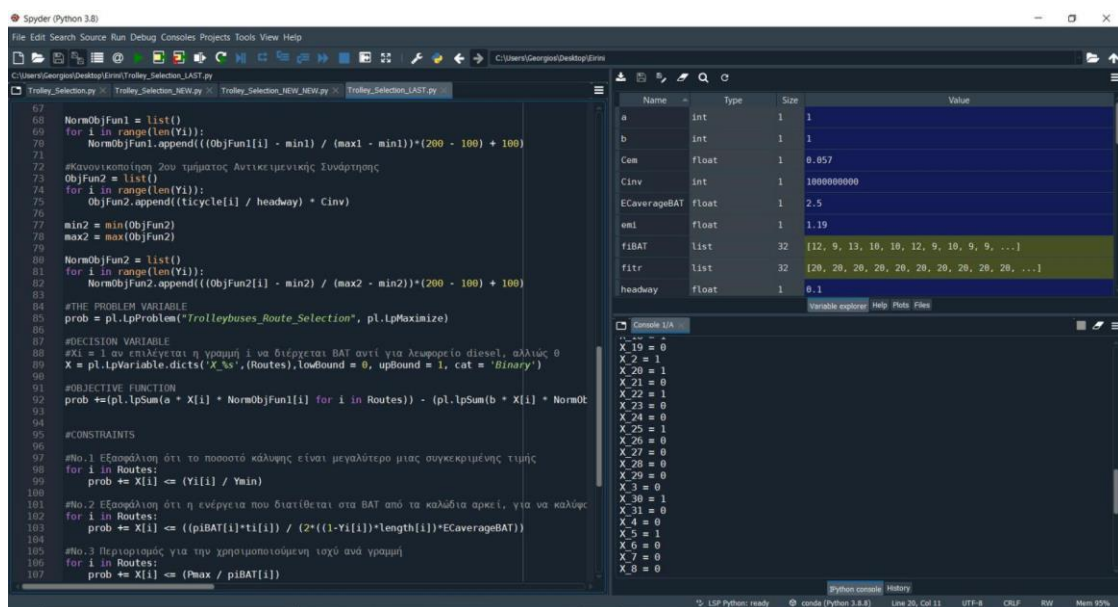 Spyder (Python 3.8)
File Edit Search Source Run Debug Consoles Projects Tools View Help
C:\Users\Georgios\Desktop\Eirini
C:\Users\Georgios\Desktop\Eirini\Trolley_Selection_LAST.py
Trolley_Selection.py Trolley_Selection_NEW.py Trolley_Selection_NEW_NEW.py Trolley_Selection_LAST.py
67
68 NormObjFun1 = list()
69 for i in range(len(Yi)):
70 NormObjFun1.append(((ObjFun1[i] - min1) / (max1 - min1))*(200 - 100) + 100)
71
72 #Κανονικοποίηση 2ου τμήματος Αντικειμενικής Συνάρτησης
73 ObjFun2 = list()
74 for i in range(len(Yi)):
75 ObjFun2.append((ticycle[i] / headway) * Cinv)
76
77 min2 = min(ObjFun2)
78 max2 = max(ObjFun2)
79
80 NormObjFun2 = list()
81 for i in range(len(Yi)):
82 NormObjFun2.append(((ObjFun2[i] - min2) / (max2 - min2))*(200 - 100) + 100)
83
84 #THE PROBLEM VARIABLE
85 prob = pl.LpProblem("Trolleybuses_Route_Selection", pl.LpMaximize)
86
87 #DECISION VARIABLE
88 #Xi = 1 αν επιλέγεται η γραμμή i να διέρχεται BAT αντί για λεωφορείο diesel, αλλιώς 0
89 X = pl.LpVariable.dicts('X_%s',(Routes),lowBound = 0, upBound = 1, cat = 'Binary')
90
91 #OBJECTIVE FUNCTION
92 prob +=(pl.lpSum(a * X[i] * NormObjFun1[i] for i in Routes)) - (pl.lpSum(b * X[i] * NormOb
93
94
95 #CONSTRAINTS
96
97 #No.1 Εξασφάλιση ότι το ποσοστό κάλυψης είναι μεγαλύτερο μιας συγκεκριμένης τιμής
98 for i in Routes:
99 prob += X[i] <= (Yi[i] / Ymin)
100
101 #No.2 Εξασφάλιση ότι η ενέργεια που διατίθεται στα BAT από τα καλώδια αρκεί, για να καλύψο
102 for i in Routes:
103 prob += X[i] <= ((piBAT[i]*ti[i]) / (2*((1-Yi[i])*length[i])*ECaverageBAT))
104
105 #No.3 Περιορισμός για την χρησιμοποιούμενη ισχύ ανά γραμμή
106 for i in Routes:
107 prob += X[i] <= (Pmax / piBAT[i])
Name Type Size Value
a int 1 1
b int 1 1
Cem float 1 0.057
Cinv int 1 1000000000
ECaverageBAT float 1 2.5
emi float 1 1.19
fiBAT list 32 [12, 9, 13, 10, 10, 12, 9, 10, 9, 9, ...]
fitr list 32 [20, 20, 20, 20, 20, 20, 20, 20, 20, 20, ...]
headway float 1 0.1
Variable explorer Help Plots Files
Console 1/A
X_19 = 0
X_2 = 1
X_20 = 1
X_21 = 0
X_22 = 1
X_23 = 0
X_24 = 0
X_25 = 1
X_26 = 0
X_27 = 0
X_28 = 0
X_29 = 0
X_3 = 0
X_30 = 1
X_31 = 0
X_4 = 0
X_5 = 1
X_6 = 0
X_7 = 0
X_8 = 0
IPython console History
LSP Python: ready conda (Python 3.8.8) Line 20, Col 11 UTF-8 CRLF RW Mem 95%